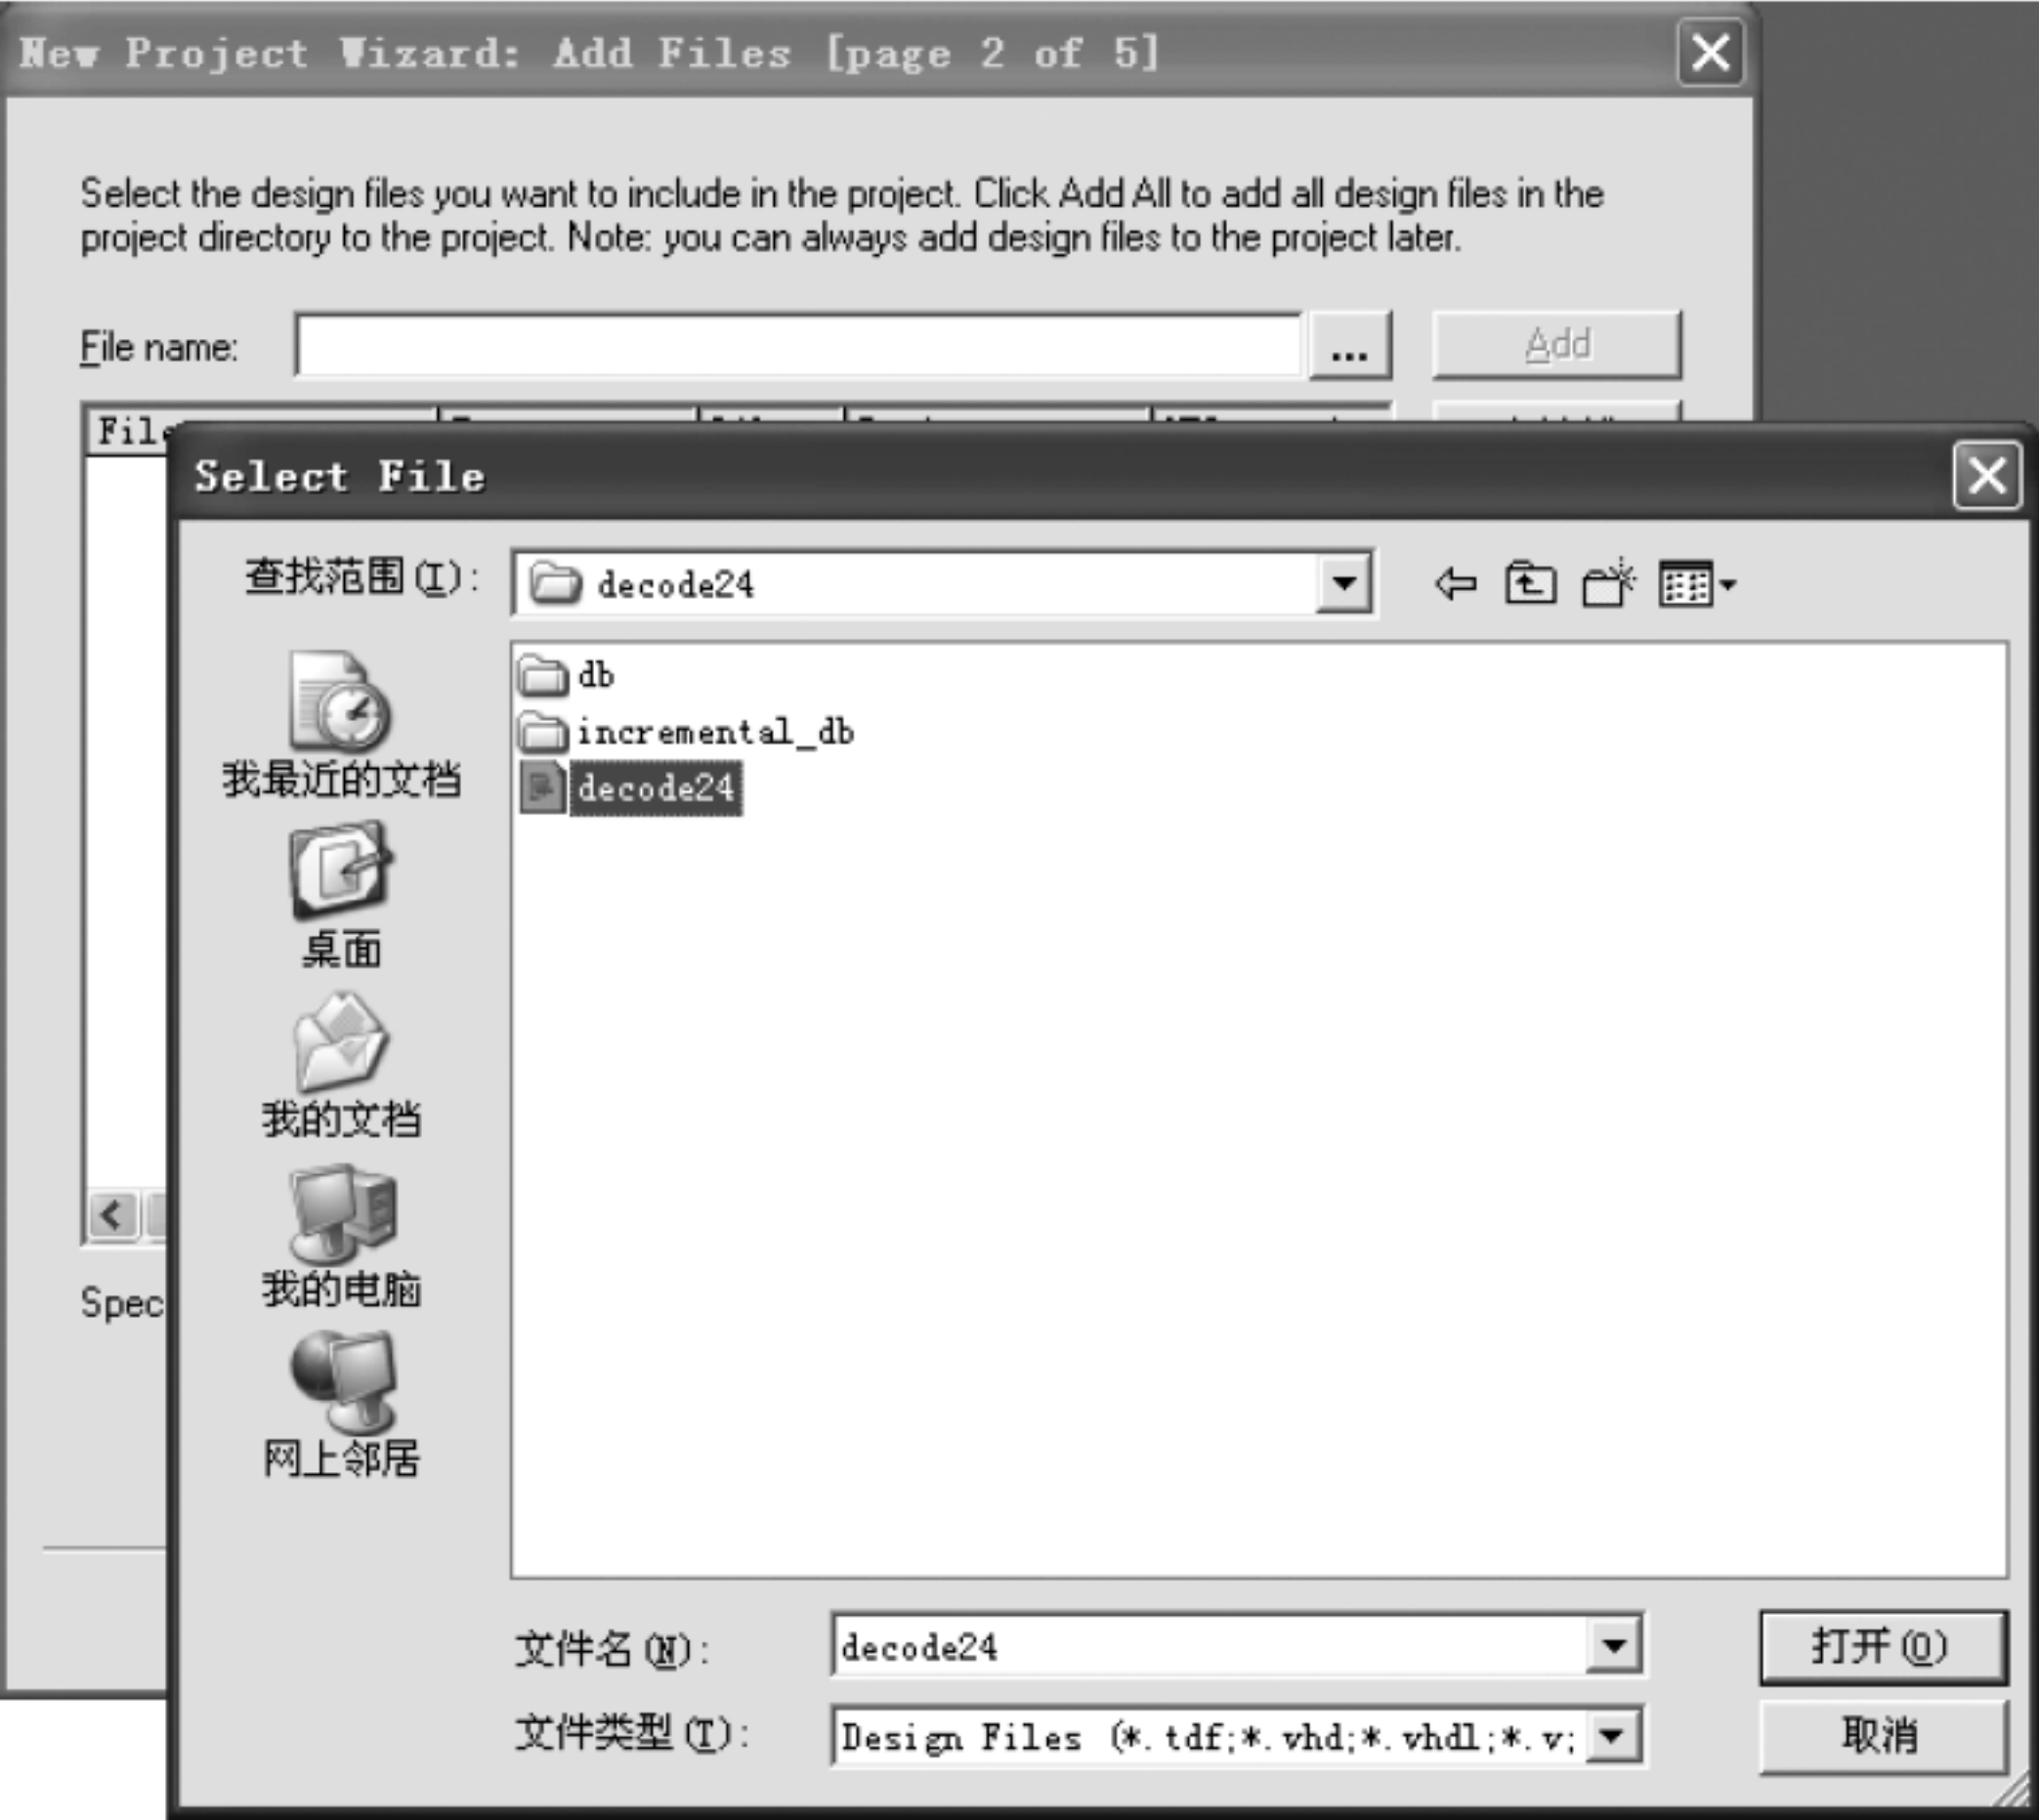 New Project Wizard: Add Files [page 2 of 5]
Select the design files you want to include in the project. Click Add All to add all design files in the
project directory to the project. Note: you can always add design files to the project later.
File name:
...
Add
File
Select File
查找范围(I):
decode24
db
incremental_db
decode24
我最近的文档
桌面
我的文档
我的电脑
网上邻居
Spec
文件名(N):
decode24
打开(O)
文件类型(T):
Design Files (*.tdf;*.vhd;*.vhdl;*.v;
取消